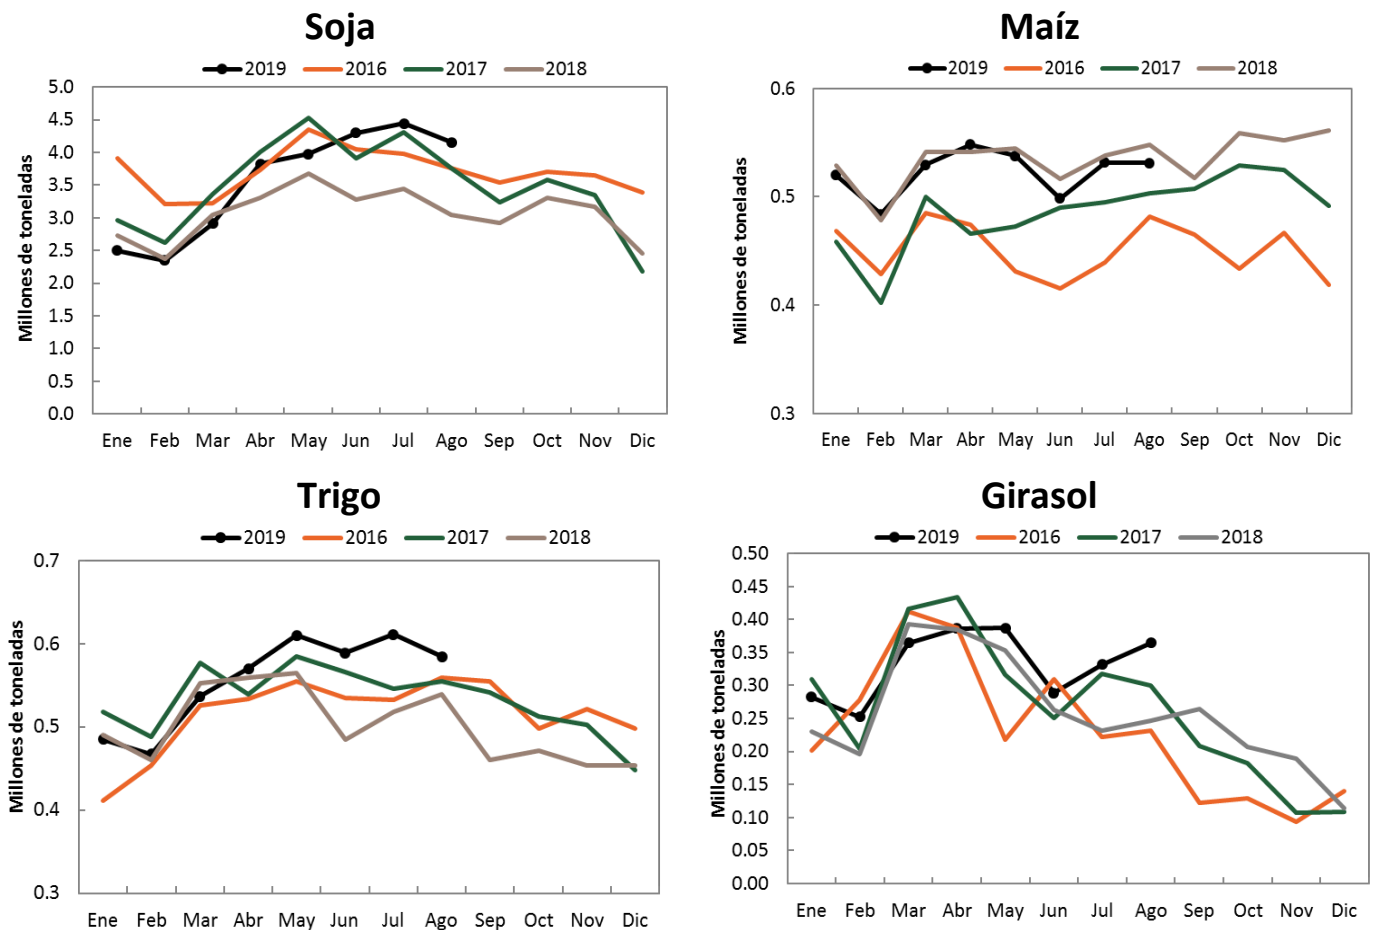 Soja
2019 2016 2017 2018
Millones de toneladas
5.0
4.5
4.0
3.5
3.0
2.5
2.0
1.5
1.0
0.5
0.0
Ene Feb Mar Abr May Jun Jul Ago Sep Oct Nov Dic
Maíz
2019 2016 2017 2018
Millones de toneladas
0.6
0.5
0.4
0.3
Ene Feb Mar Abr May Jun Jul Ago Sep Oct Nov Dic
Trigo
2019 2016 2017 2018
Millones de toneladas
0.7
0.6
0.5
0.4
0.3
Ene Feb Mar Abr May Jun Jul Ago Sep Oct Nov Dic
Girasol
2019 2016 2017 2018
Millones de toneladas
0.50
0.45
0.40
0.35
0.30
0.25
0.20
0.15
0.10
0.05
0.00
Ene Feb Mar Abr May Jun Jul Ago Sep Oct Nov Dic